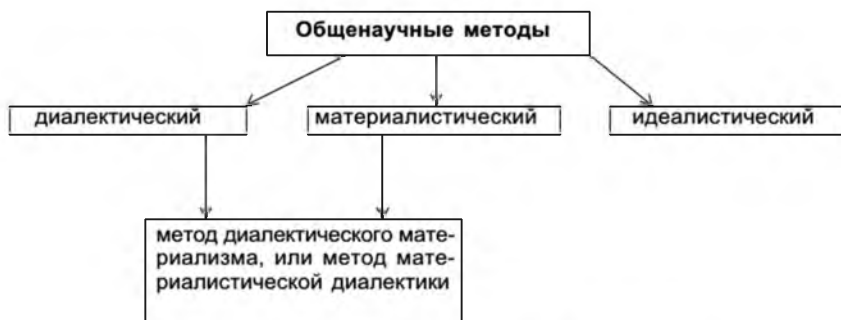 Общенаучные методы
диалектический
материалистический
идеалистический
метод диалектического мате-
риализма, или метод мате-
риалистической диалектики